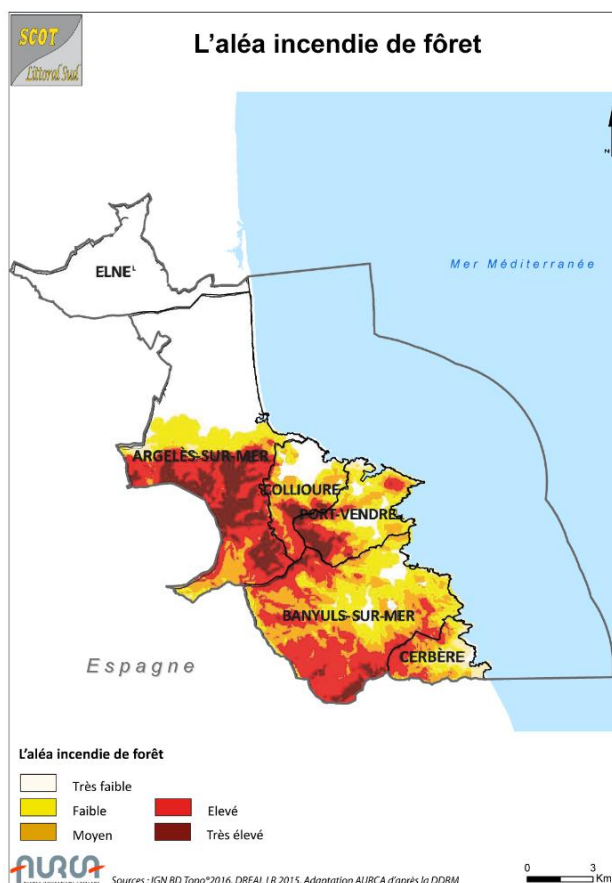 SCOT
Littoral Sud
L'aléa incendie de fôret
N
Mer Méditerranée
ELNE
ARGELÈS-SUR-MER
COLLIOURE
PORT-VENDRE
BANYULS-SUR-MER
CERBÈRE
Espagne
L'aléa incendie de forêt
Très faible
Faible
Elevé
Moyen
Très élevé
0 3
Km
AURCA
Sources : IGN BD Topo®2016, DREAL LR 2015, Adaptation AURCA d'après la DDRM